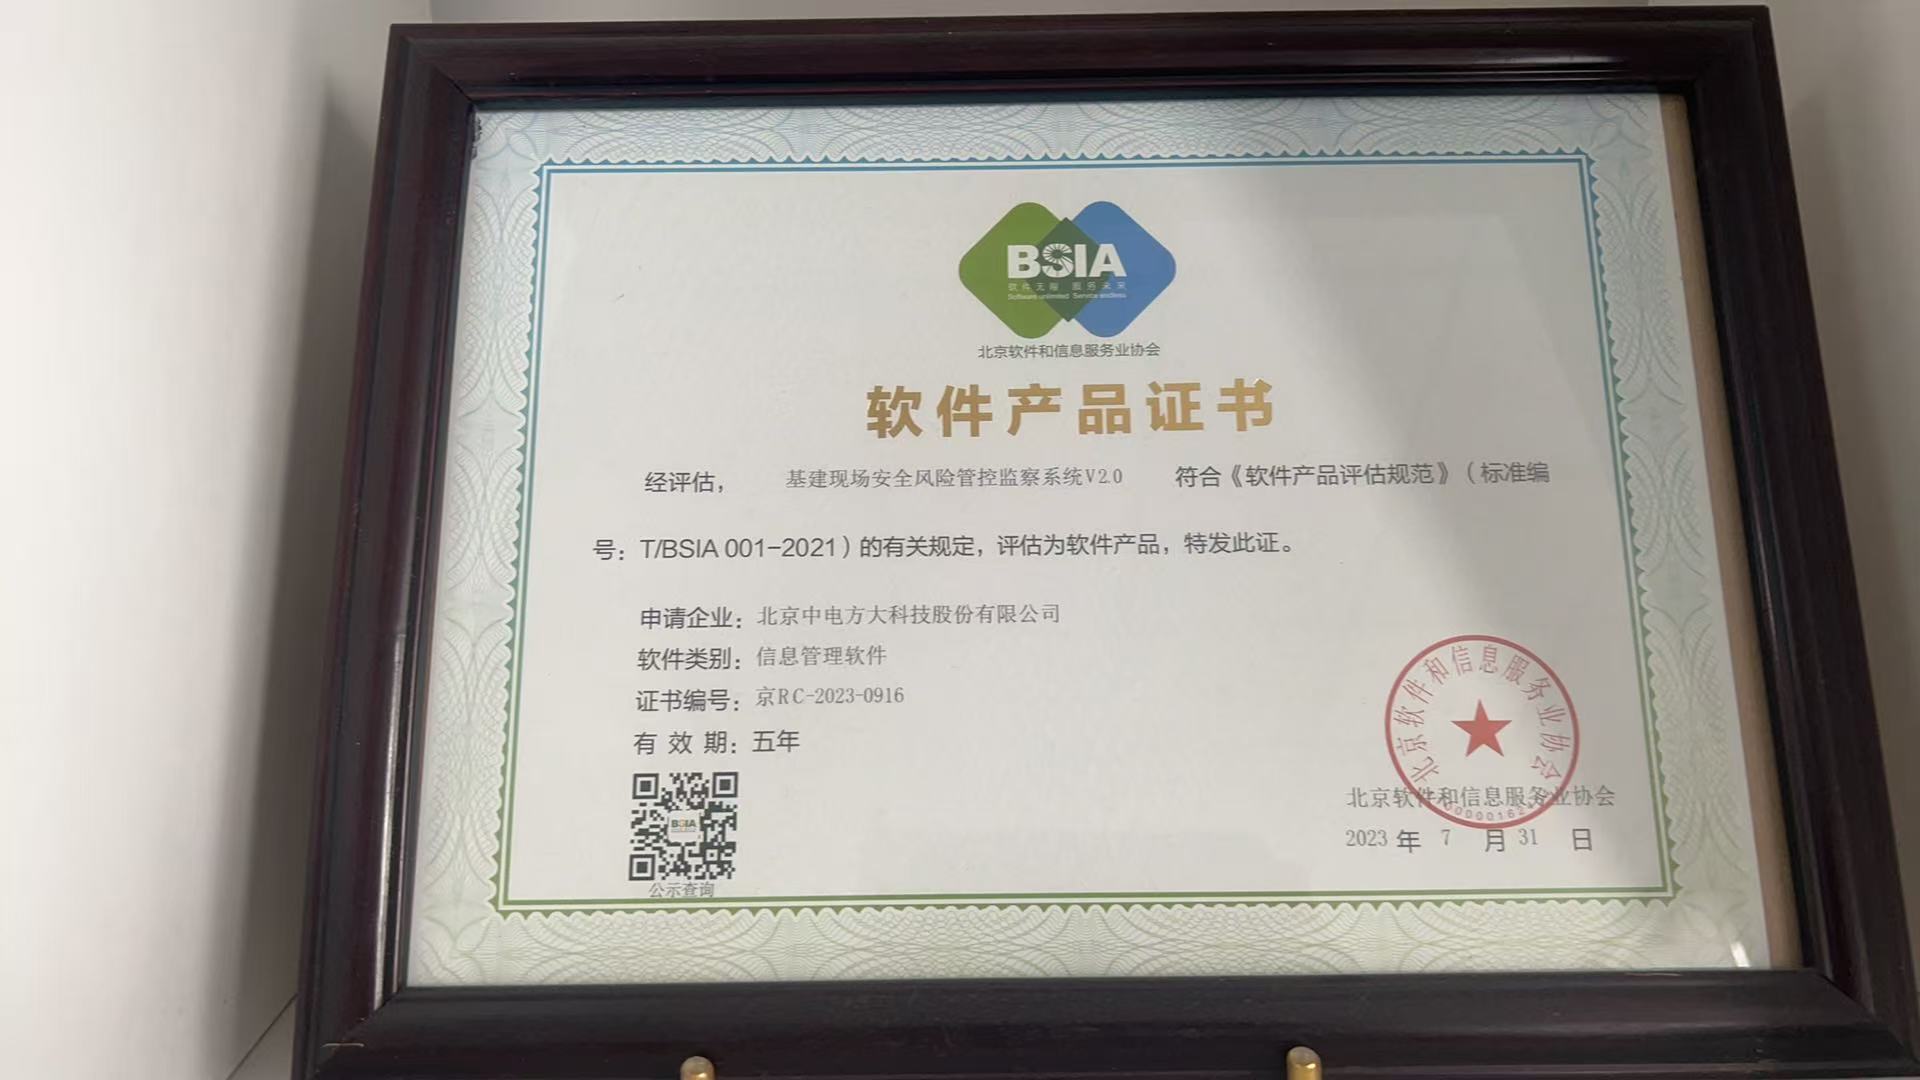 BSIA
软件无限 服务未来
Software unlimited Service endless
北京软件和信息服务业协会
软件产品证书
经评估， 基建现场安全风险管控监察系统V2.0 符合《软件产品评估规范》（标准编
号：T/BSIA 001-2021）的有关规定，评估为软件产品，特发此证。
申请企业：北京中电方大科技股份有限公司
软件类别：信息管理软件
证书编号：京RC-2023-0916
有 效 期：五年
BSIA
公示查询
北京软件和信息服务业协会
北京软件和信息服务业协会
2023 年 7 月 31 日